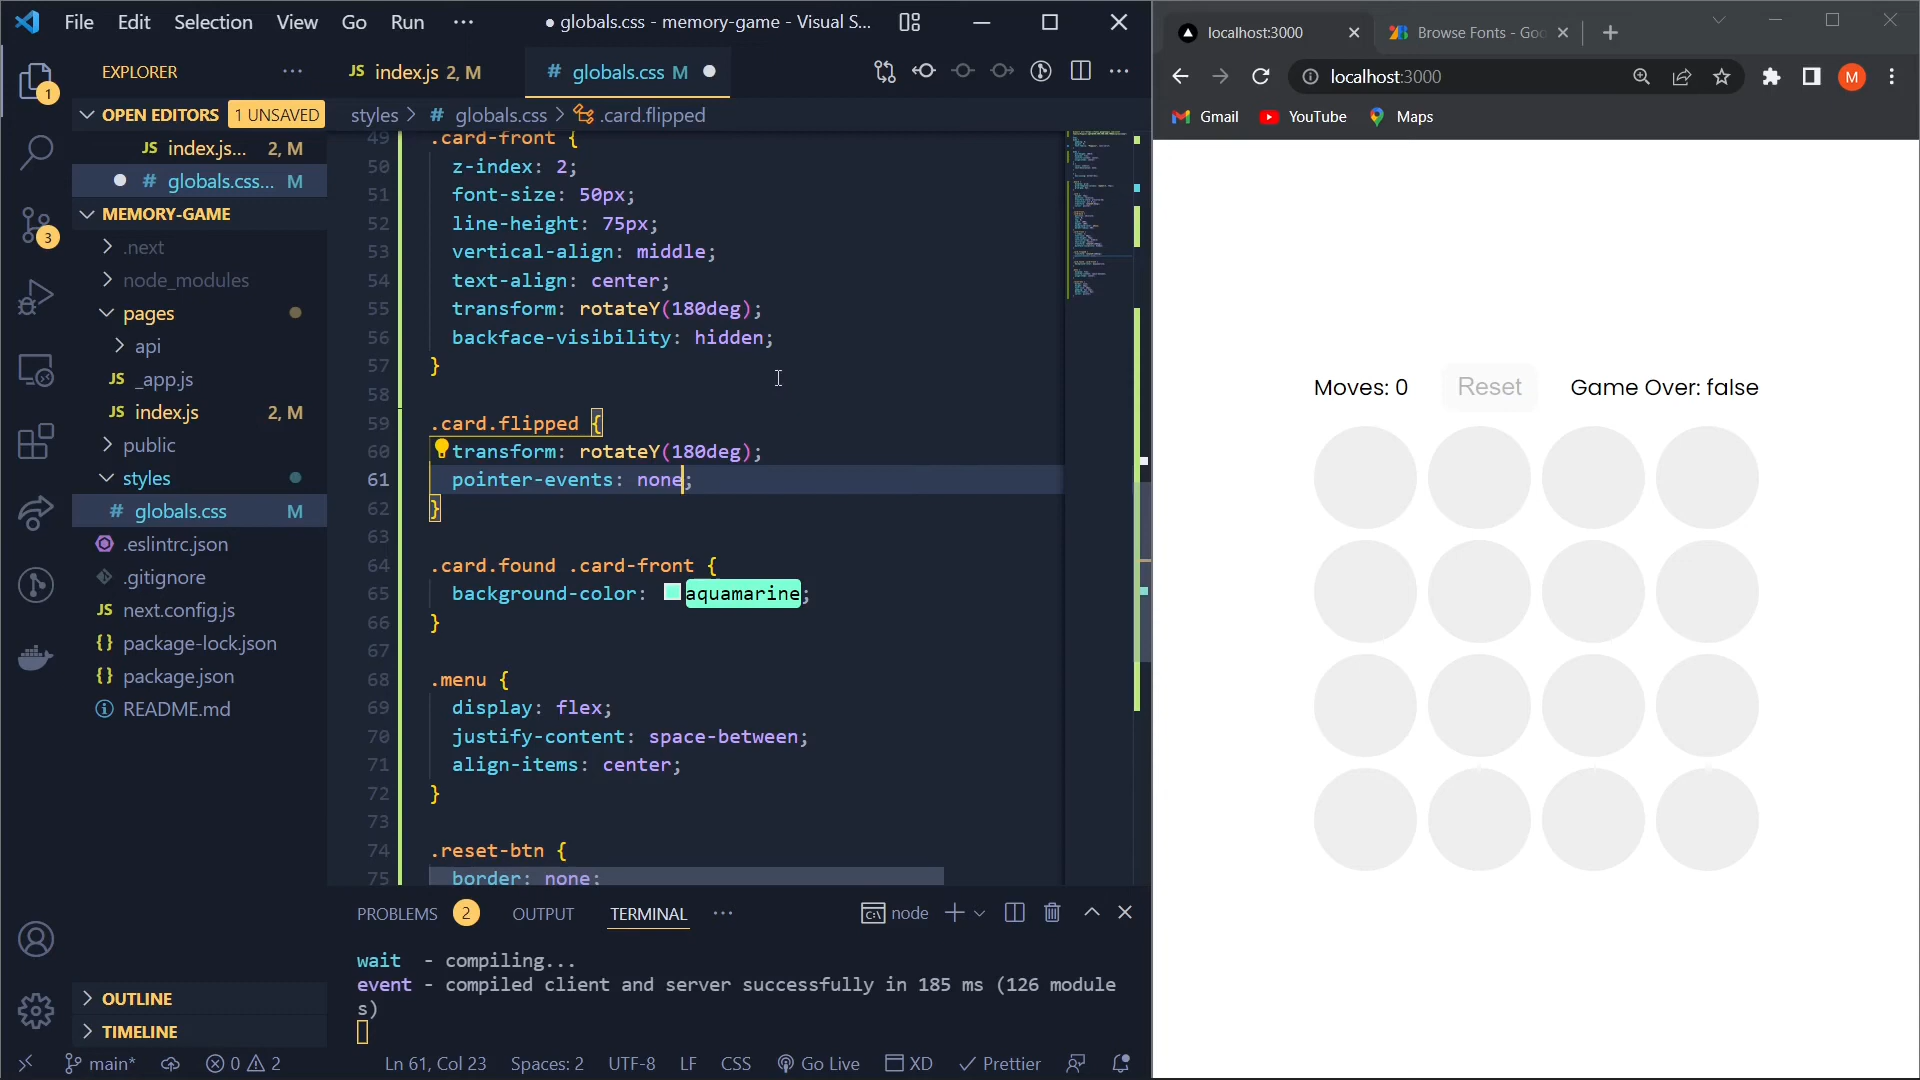 File Edit Selection View Go Run ···
● globals.css - memory-game - Visual S...
EXPLORER
OPEN EDITORS 1 UNSAVED
JS index.js... 2, M
# globals.css... M
MEMORY-GAME
.next
node_modules
pages
api
JS _app.js
JS index.js 2, M
public
styles
# globals.css M
.eslintrc.json
.gitignore
JS next.config.js
{} package-lock.json
{} package.json
README.md
OUTLINE
TIMELINE
1
3
JS index.js 2, M
# globals.css M
styles > # globals.css > .card.flipped
49 .card-front {
50 z-index: 2;
51 font-size: 50px;
52 line-height: 75px;
53 vertical-align: middle;
54 text-align: center;
55 transform: rotateY(180deg);
56 backface-visibility: hidden;
57 }
58
59 .card.flipped {
60 transform: rotateY(180deg);
61 pointer-events: none;
62 }
63
64 .card.found .card-front {
65 background-color: aquamarine;
66 }
67
68 .menu {
69 display: flex;
70 justify-content: space-between;
71 align-items: center;
72 }
73
74 .reset-btn {
75 border: none;
PROBLEMS 2 OUTPUT TERMINAL ··· node
wait - compiling...
event - compiled client and server successfully in 185 ms (126 module
s)
main* 0 2 Ln 61, Col 23 Spaces: 2 UTF-8 LF CSS Go Live XD Prettier
localhost:3000
Browse Fonts - Goo
localhost:3000
M
Gmail YouTube Maps
Moves: 0 Reset Game Over: false